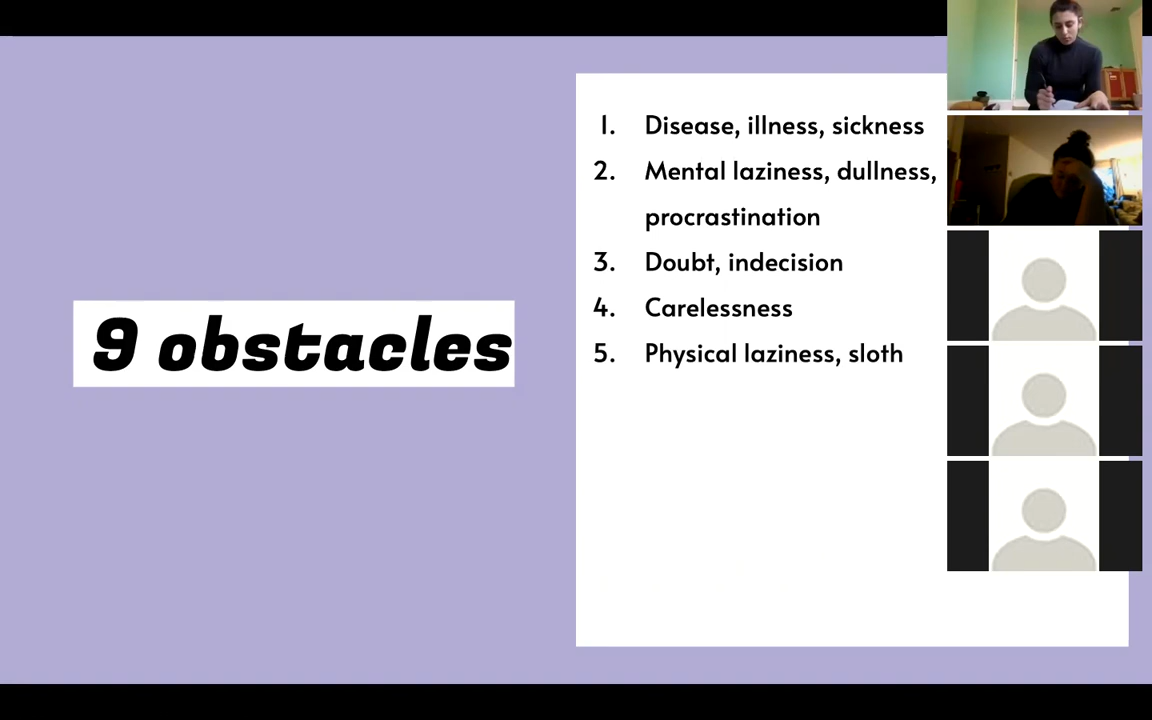 9 obstacles
1. Disease, illness, sickness
2. Mental laziness, dullness,
procrastination
3. Doubt, indecision
4. Carelessness
5. Physical laziness, sloth